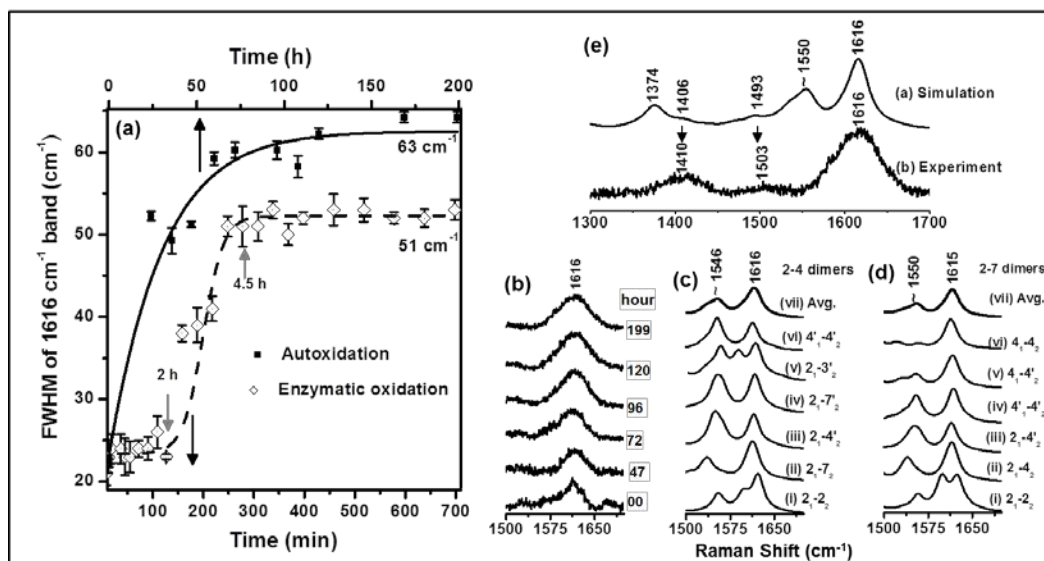 Time (h)
0 50 100 150 200
(a)
63 cm⁻¹
51 cm⁻¹
4.5 h
2 h
Autoxidation
Enzymatic oxidation
FWHM of 1616 cm⁻¹ band (cm⁻¹)
60
50
40
30
20
100 200 300 400 500 600 700
Time (min)
(e)
1374
1406
1493
~1550
1616
(a) Simulation
1410
1503
1616
(b) Experiment
1300 1400 1500 1600 1700
(b)
1616
hour
199
120
96
72
47
00
1500 1575 1650
(c)
~1546
1616
2-4 dimers
(vii) Avg.
(vi) 4'₁-4'₂
(v) 2₁-3'₂
(iv) 2₁-7'₂
(iii) 2₁-4'₂
(ii) 2₁-7₂
(i) 2₁-2₂
1500 1575 1650
(d)
~1550
1615
2-7 dimers
(vii) Avg.
(vi) 4₁-4₂
(v) 4₁-4'₂
(iv) 4'₁-4'₂
(iii) 2₁-4'₂
(ii) 2₁-4₂
(i) 2₁-2₂
1500 1575 1650
Raman Shift (cm⁻¹)